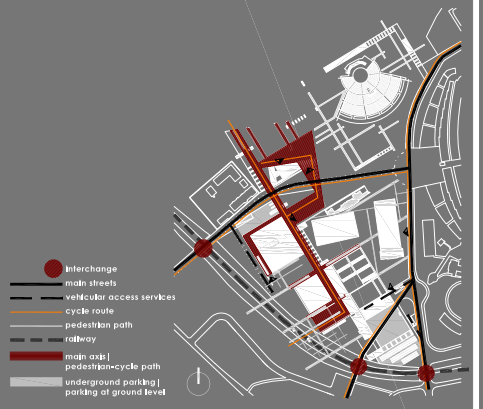 interchange
main streets
vehicular access services
cycle route
pedestrian path
railway
main axis|
pedestrian-cycle path
underground parking|
parking at ground level